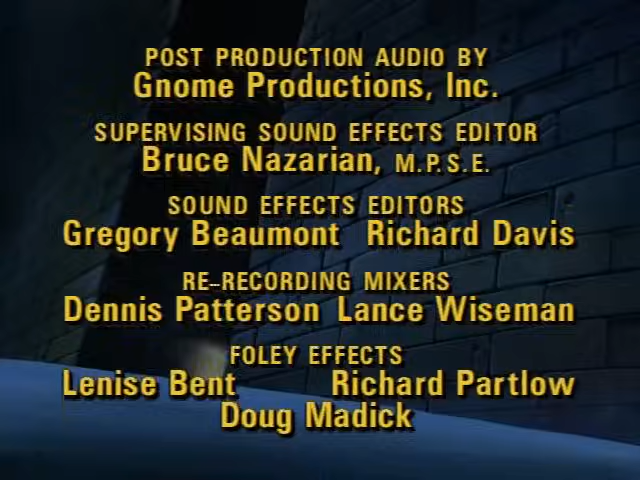 POST PRODUCTION AUDIO BY
Gnome Productions, Inc.
SUPERVISING SOUND EFFECTS EDITOR
Bruce Nazarian, M.P.S.E.
SOUND EFFECTS EDITORS
Gregory Beaumont Richard Davis
RE-RECORDING MIXERS
Dennis Patterson Lance Wiseman
FOLEY EFFECTS
Lenise Bent Richard Partlow
Doug Madick